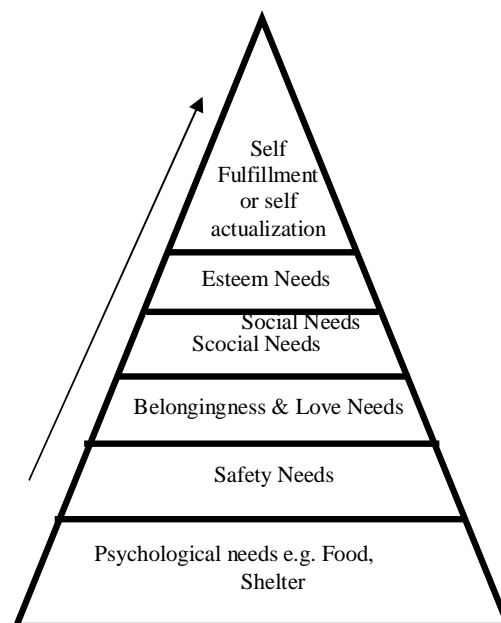 Self
Fulfillment
or self
actualization
Esteem Needs
Social Needs
Scocial Needs
Belongingness & Love Needs
Safety Needs
Psychological needs e.g. Food,
Shelter